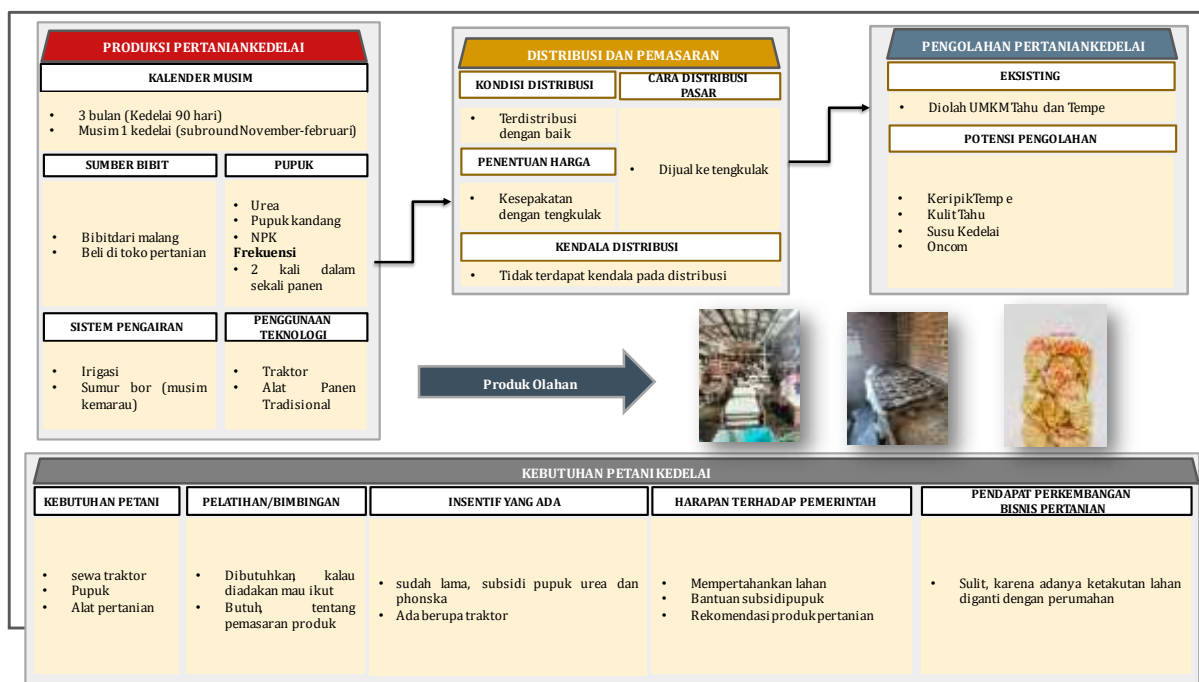 PRODUKSI PERTANIANKEDELAI
KALENDER MUSIM
• 3 bulan (Kedelai 90 hari)
• Musim 1 kedelai (subround November-februari)
SUMBER BIBIT
• Bibitdari malang
• Beli di toko pertanian
PUPUK
• Urea
• Pupuk kandang
• NPK
Frekuensi
• 2 kali dalam
sekali panen
SISTEM PENGAIRAN
• Irigasi
• Sumur bor (musim
kemarau)
PENGGUNAAN
TEKNOLOGI
• Traktor
• Alat Panen
Tradisional
DISTRIBUSI DAN PEMASARAN
KONDISI DISTRIBUSI
• Terdistribusi
dengan baik
PENENTUAN HARGA
• Kesepakatan
dengan tengkulak
CARA DISTRIBUSI
PASAR
• Dijual ke tengkulak
KENDALA DISTRIBUSI
• Tidak terdapat kendala pada distribusi
PENGOLAHAN PERTANIANKEDELAI
EKSISTING
• Diolah UMKM Tahu dan Tempe
POTENSI PENGOLAHAN
• KeripikTemp e
• Kulit Tahu
• Susu Kedelai
• Oncom
Produk Olahan
KEBUTUHAN PETANI KEDELAI
KEBUTUHAN PETANI
• sewa traktor
• Pupuk
• Alat pertanian
PELATIHAN/BIMBINGAN
• Dibutuhkan, kalau
diadakan mau ikut
• Butuh, tentang
pemasaran produk
INSENTIF YANG ADA
• sudah lama, subsidi pupuk urea dan
phonska
• Ada berupa traktor
HARAPAN TERHADAP PEMERINTAH
• Mempertahankan lahan
• Bantuan subsidipupuk
• Rekomendasi produk pertanian
PENDAPAT PERKEMBANGAN
BISNIS PERTANIAN
• Sulit, karena adanya ketakutan lahan
diganti dengan perumahan